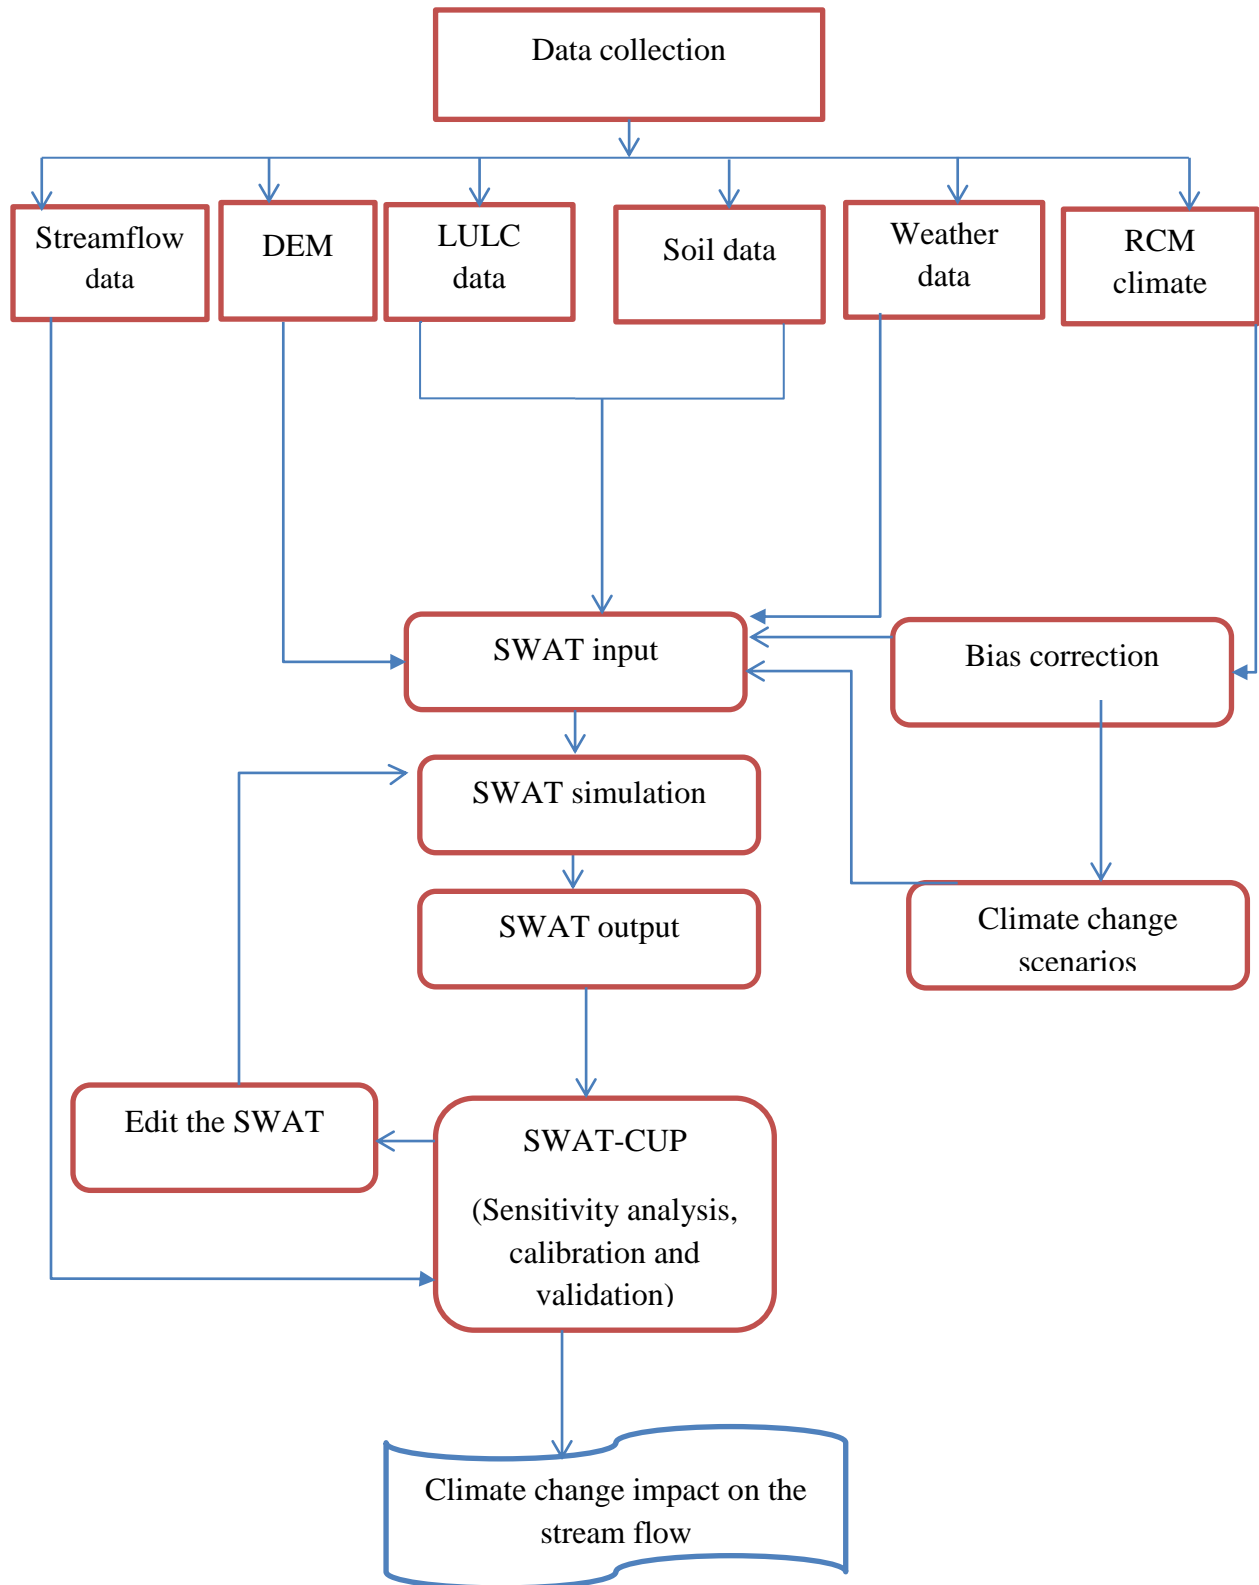 Data collection
Streamflow
data
DEM
LULC
data
Soil data
Weather
data
RCM
climate
SWAT input
Bias correction
SWAT simulation
SWAT output
Climate change
scenarios
Edit the SWAT
SWAT-CUP
(Sensitivity analysis,
calibration and
validation)
Climate change impact on the
stream flow